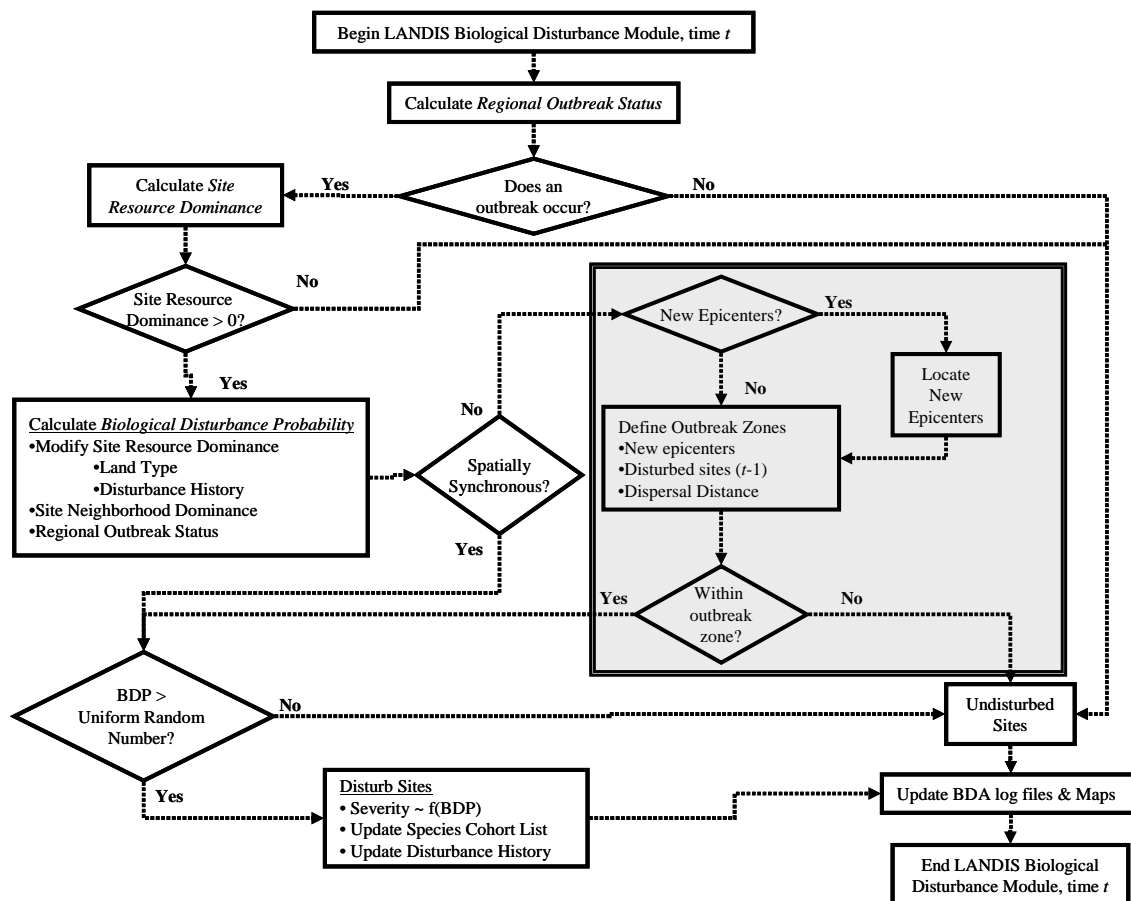 Begin LANDIS Biological Disturbance Module, time t
Calculate Regional Outbreak Status
Does an
outbreak occur?
Yes
No
Calculate Site
Resource Dominance
Site Resource
Dominance > 0?
No
Yes
Calculate Biological Disturbance Probability
•Modify Site Resource Dominance
•Land Type
•Disturbance History
•Site Neighborhood Dominance
•Regional Outbreak Status
Spatially
Synchronous?
No
Yes
New Epicenters?
Yes
No
Locate
New
Epicenters
Define Outbreak Zones
•New epicenters
•Disturbed sites (t-1)
•Dispersal Distance
Within
outbreak
zone?
Yes
No
BDP >
Uniform Random
Number?
No
Yes
Undisturbed
Sites
Disturb Sites
• Severity ~ f(BDP)
• Update Species Cohort List
• Update Disturbance History
Update BDA log files & Maps
End LANDIS Biological
Disturbance Module, time t